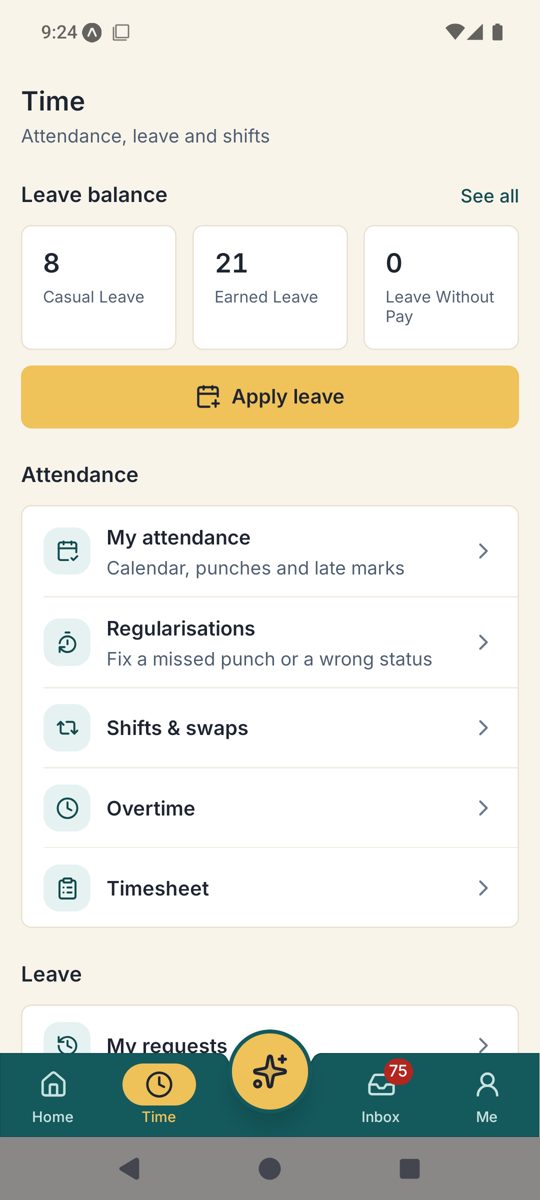 9:24
Time
Attendance, leave and shifts
Leave balance
See all
8
Casual Leave
21
Earned Leave
0
Leave Without
Pay
Apply leave
Attendance
My attendance
Calendar, punches and late marks
Regularisations
Fix a missed punch or a wrong status
Shifts & swaps
Overtime
Timesheet
Leave
My requests
75
Home
Time
Inbox
Me